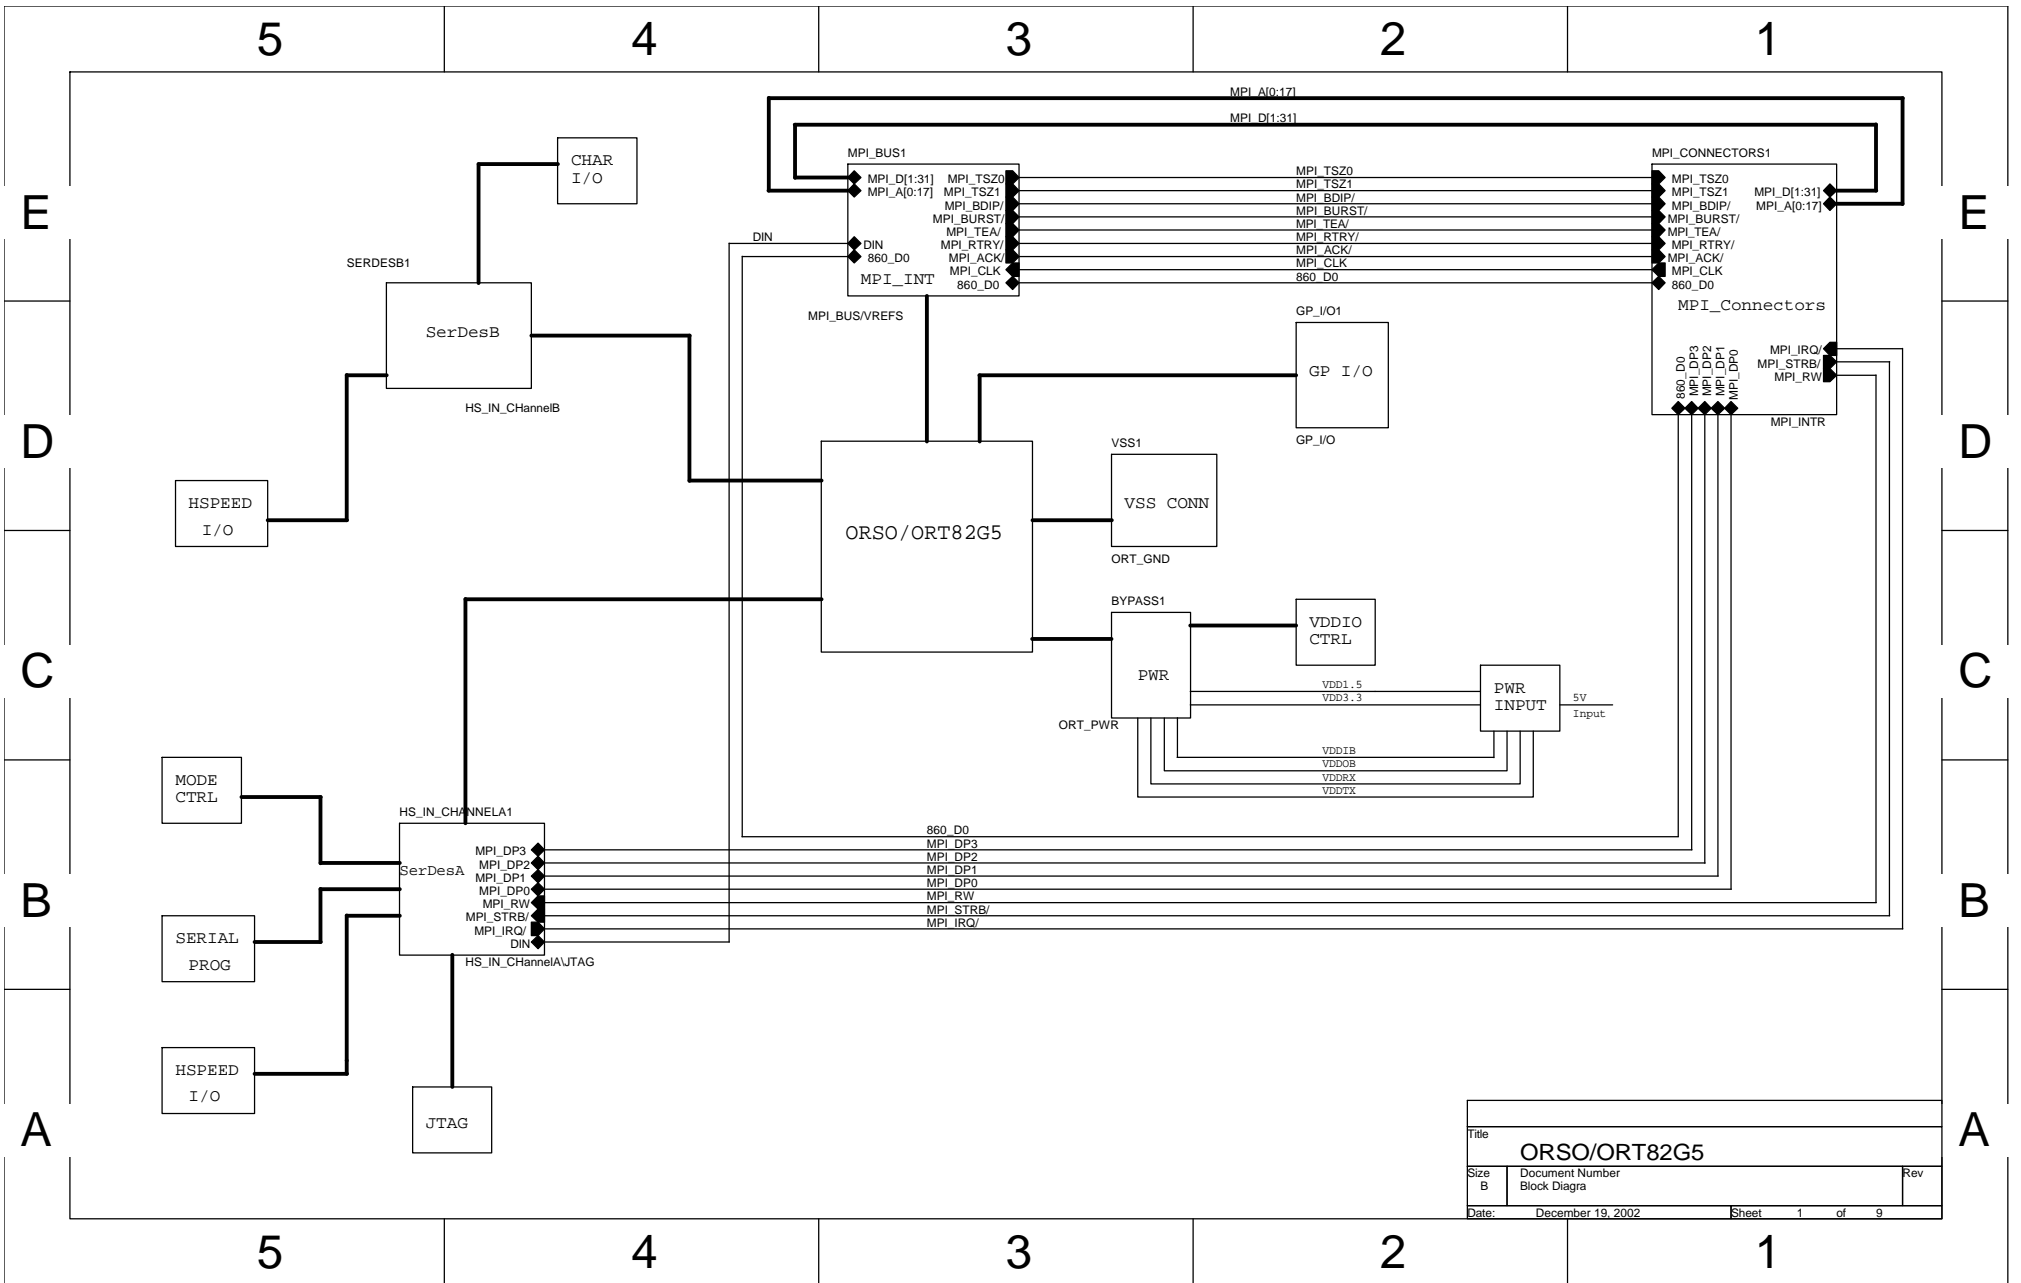 5 4 3 2 1
E
E
D
D
C
C
B
B
A
A
MPI_A[0:17]
MPI_D[1:31]
CHAR
I/O
SERDESB1
SerDesB
HS_IN_CHannelB
HSPEED
I/O
MPI_BUS1
MPI_D[1:31]
MPI_A[0:17]
DIN
DIN
860_D0
MPI_TSZ0
MPI_TSZ1
MPI_BDIP/
MPI_BURST/
MPI_TEA/
MPI_RTRY/
MPI_ACK/
MPI_CLK
860_D0
MPI_INT
MPI_BUS/VREFS
MPI_TSZ0
MPI_TSZ1
MPI_BDIP/
MPI_BURST/
MPI_TEA/
MPI_RTRY/
MPI_ACK/
MPI_CLK
860_D0
MPI_CONNECTORS1
MPI_TSZ0
MPI_TSZ1
MPI_BDIP/
MPI_BURST/
MPI_TEA/
MPI_RTRY/
MPI_ACK/
MPI_CLK
860_D0
MPI_D[1:31]
MPI_A[0:17]
MPI_Connectors
860_D0
MPI_DP3
MPI_DP2
MPI_DP1
MPI_DP0
MPI_IRQ/
MPI_STRB/
MPI_RW
MPI_INTR
GP_I/O1
GP I/O
GP_I/O
VSS1
VSS CONN
ORT_GND
ORSO/ORT82G5
BYPASS1
PWR
ORT_PWR
VDDIO
CTRL
VDD1.5
VDD3.3
PWR
INPUT
5V
Input
VDDIB
VDDOB
VDDRX
VDDTX
MODE
CTRL
HS_IN_CHANNELA1
SerDesA
MPI_DP3
MPI_DP2
MPI_DP1
MPI_DP0
MPI_RW
MPI_STRB/
MPI_IRQ/
DIN
HS_IN_CHannelA\JTAG
860_D0
MPI_DP3
MPI_DP2
MPI_DP1
MPI_DP0
MPI_RW
MPI_STRB/
MPI_IRQ/
SERIAL
PROG
HSPEED
I/O
JTAG
Title
ORSO/ORT82G5
Size
B
Document Number
Block Diagra
Rev
Date: December 19, 2002 Sheet 1 of 9
5 4 3 2 1